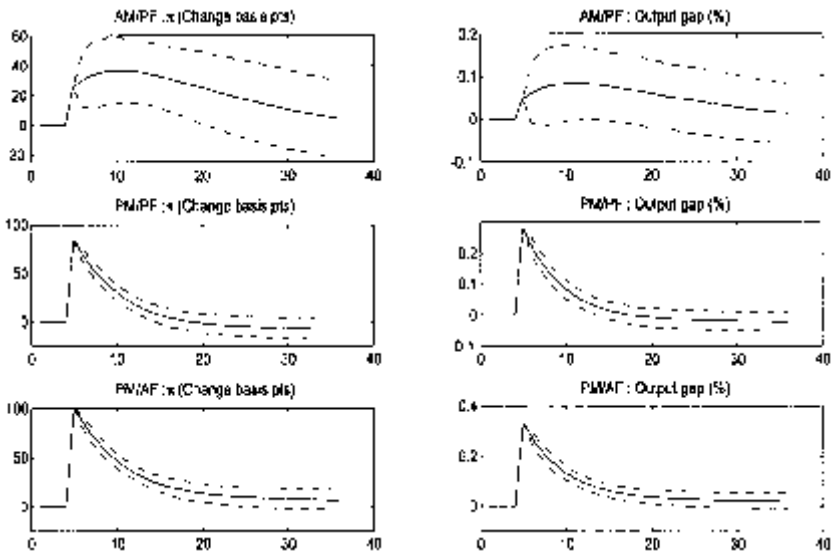 AM/PF : π (Change basis pts)
60
40
20
0
20
0 10 20 30 40
AM/PF : Output gap (%)
0.2
0.1
0
-0.1
0 10 20 30 40
PM/PF : π (Change basis pts)
100
50
0
0 10 20 30 40
PM/PF : Output gap (%)
0.2
0.1
0
0.1
0 10 20 30 40
PM/AF : π (Change basis pts)
100
50
0
0 10 20 30 40
PM/AF : Output gap (%)
0.4
0.2
0
0 10 20 30 40